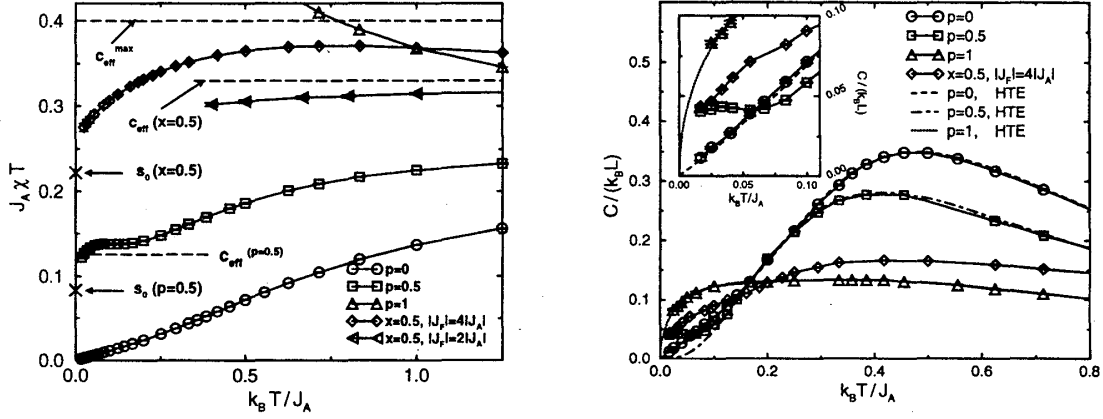 0.4
0.3
0.2
0.1
0.0
J_A χ T
c_eff^max
c_eff (x=0.5)
s₀ (x=0.5)
c_eff (p=0.5)
s₀ (p=0.5)
p=0
p=0.5
p=1
x=0.5, |J_F|=4|J_A|
x=0.5, |J_F|=2|J_A|
0.0
0.5
1.0
k_B T / J_A
0.5
0.4
0.3
0.2
0.1
0.0
C / (k_B L)
0.10
0.05
0.00
C / (k_B L)
0.00
0.05
0.10
k_B T / J_A
p=0
p=0.5
p=1
x=0.5, |J_F|=4|J_A|
p=0, HTE
p=0.5, HTE
p=1, HTE
0.0
0.2
0.4
0.6
0.8
k_B T / J_A